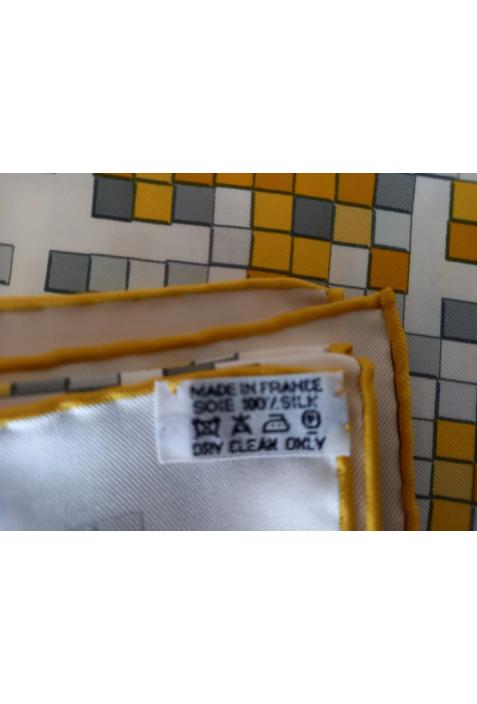 MADE IN FRANCE
SOIE 100% SILK
DRY CLEAN ONLY